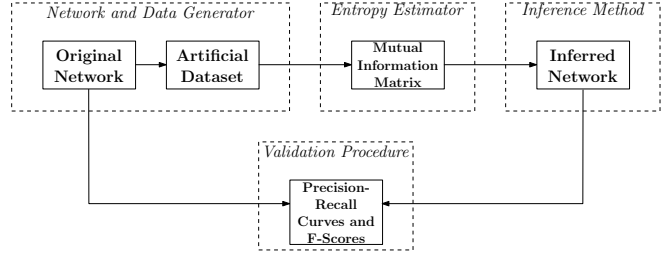 Network and Data Generator
Entropy Estimator
Inference Method
Original
Network
Artificial
Dataset
Mutual
Information
Matrix
Inferred
Network
Validation Procedure
Precision-
Recall
Curves and
F-Scores